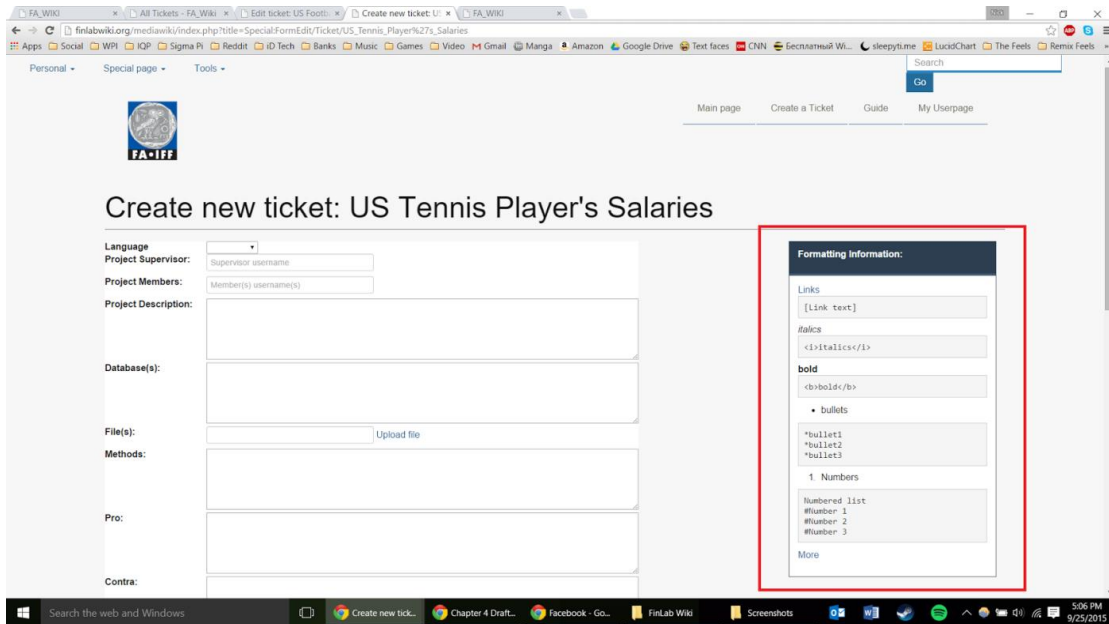 FA_WIKI
All Tickets - FA_Wiki
Edit ticket: US Footb
Create new ticket: US
FA_WIKI
finlabwiki.org/mediawiki/index.php?title=Special:FormEdit/Ticket/US_Tennis_Player%27s_Salaries
Apps Social WPI IQP Sigma Pi Reddit iD Tech Banks Music Games Video Gmail Manga Amazon Google Drive Text faces CNN Бесплатный Wi... sleepyti.me LucidChart The Feels Remix Feels »
Personal Special page Tools
Search
Go
Main page Create a Ticket Guide My Userpage
FA•IFF
Create new ticket: US Tennis Player's Salaries
Language
Project Supervisor: Supervisor username
Project Members: Member(s) username(s)
Project Description:
Database(s):
File(s): Upload file
Methods:
Pro:
Contra:
Formatting Information:
Links
[Link text]
italics
<i>italics</i>
bold
<b>bold</b>
• bullets
*bullet1
*bullet2
*bullet3
1. Numbers
Numbered list
#Number 1
#Number 2
#Number 3
More
Search the web and Windows
Create new tick...
Chapter 4 Draft...
Facebook - Go...
FinLab Wiki
Screenshots
5:06 PM
9/25/2015